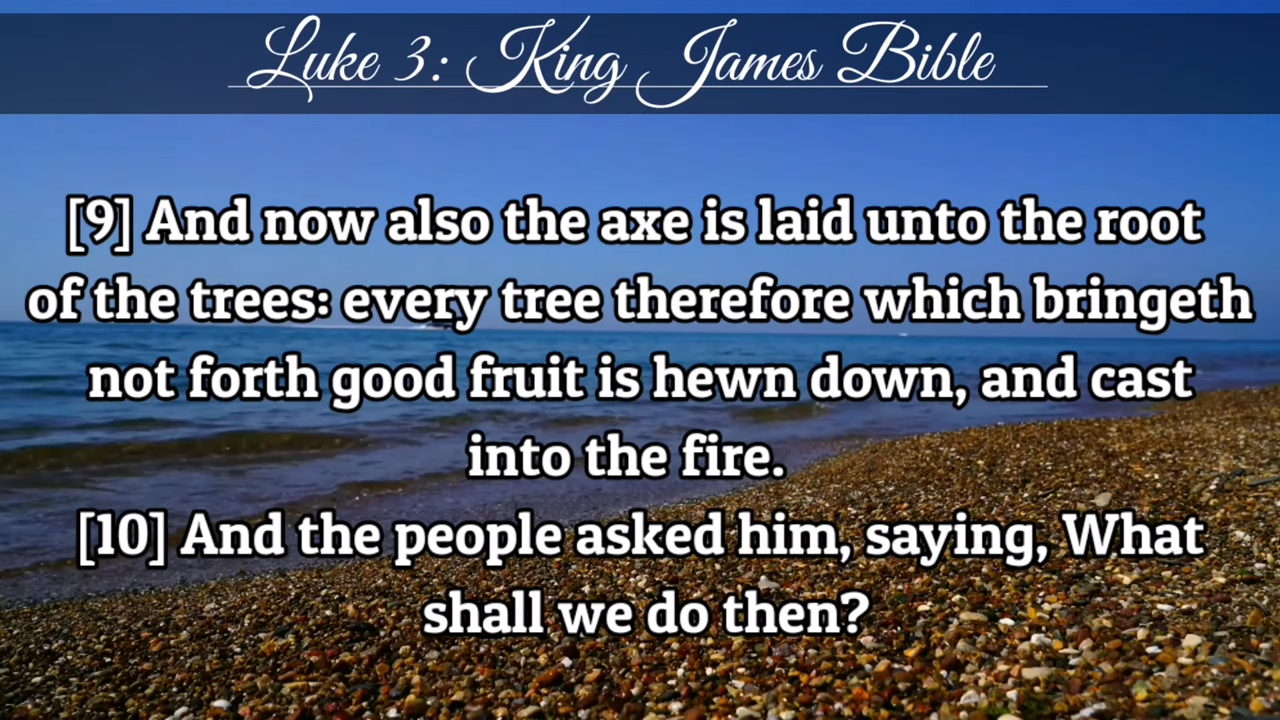 Luke 3: King James Bible
[9] And now also the axe is laid unto the root
of the trees: every tree therefore which bringeth
not forth good fruit is hewn down, and cast
into the fire.
[10] And the people asked him, saying, What
shall we do then?